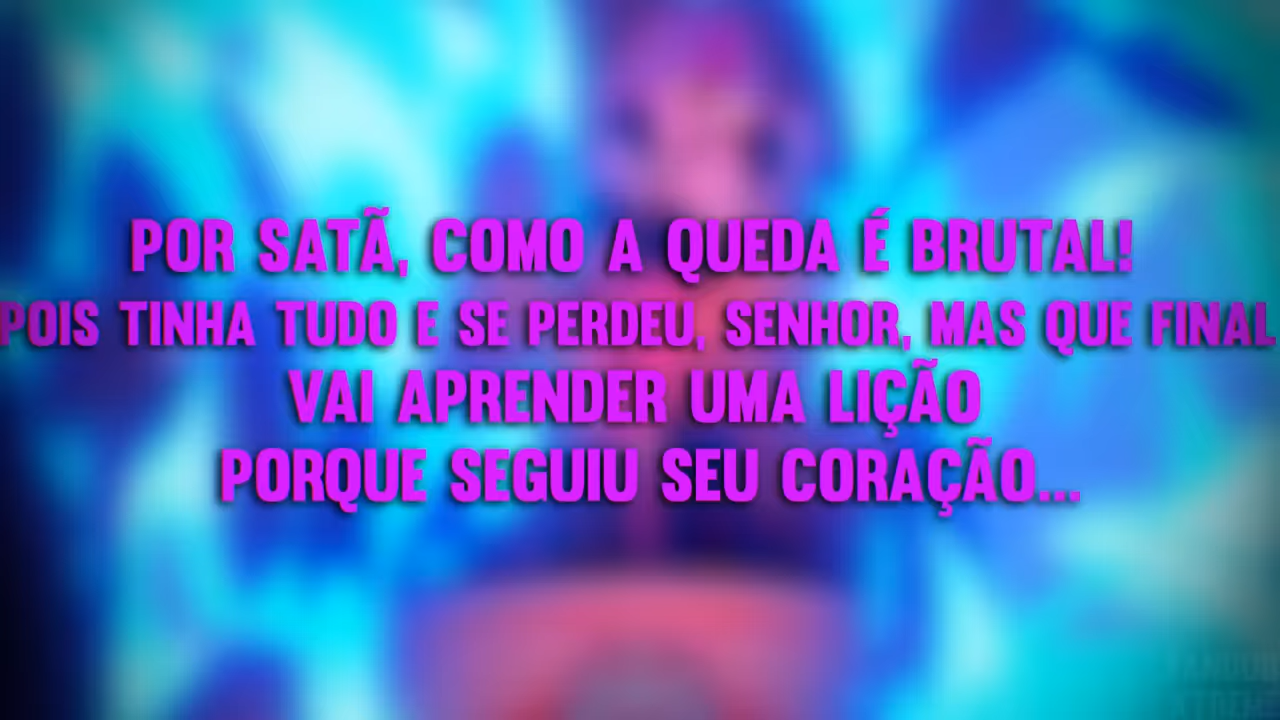 POR SATÃ, COMO A QUEDA É BRUTAL!
POIS TINHA TUDO E SE PERDEU, SENHOR, MAS QUE FINAL
VAI APRENDER UMA LIÇÃO
PORQUE SEGUIU SEU CORAÇÃO...